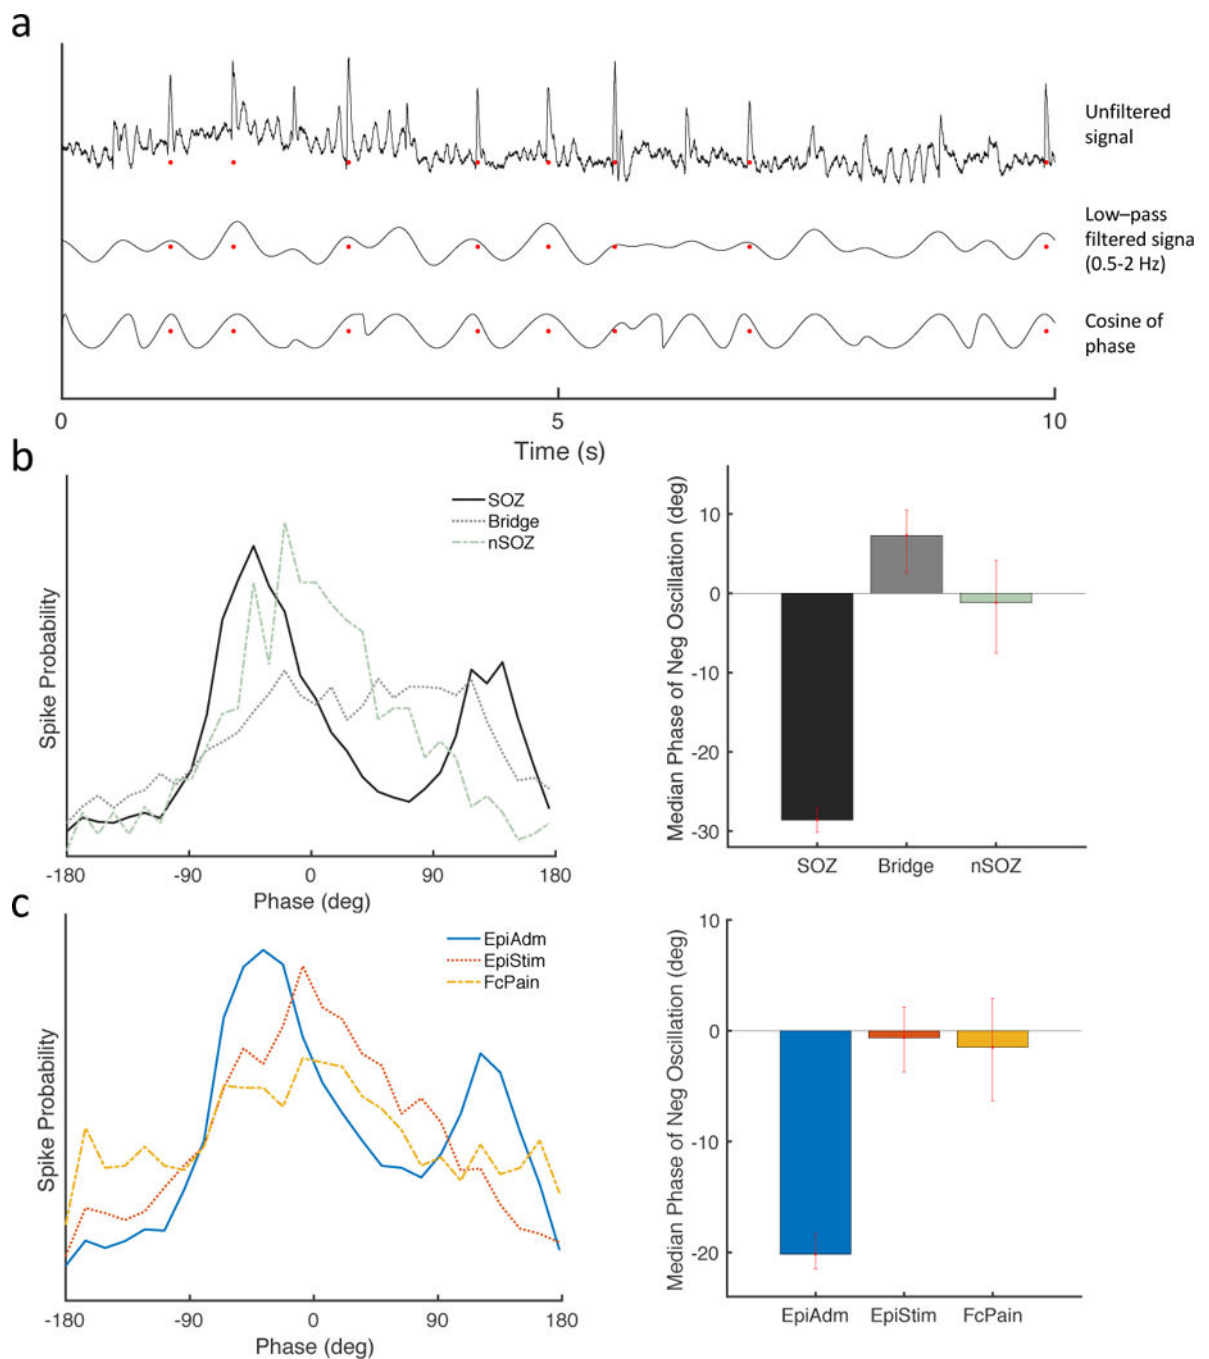 a
Unfiltered
signal
Low–pass
filtered signa
(0.5-2 Hz)
Cosine of
phase
0
5
10
Time (s)
b
Spike Probability
SOZ
Bridge
nSOZ
-180
-90
0
90
180
Phase (deg)
Median Phase of Neg Oscillation (deg)
10
0
-10
-20
-30
SOZ
Bridge
nSOZ
c
Spike Probability
EpiAdm
EpiStim
FcPain
-180
-90
0
90
180
Phase (deg)
Median Phase of Neg Oscillation (deg)
10
0
-10
-20
EpiAdm
EpiStim
FcPain